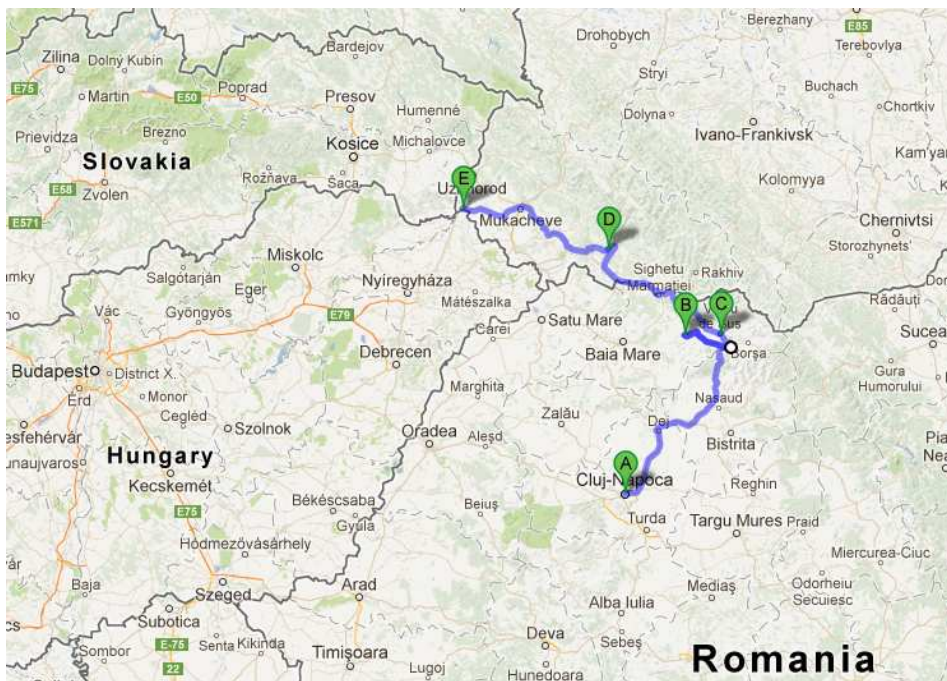 Drohobych
Berezhany
E85
Terebovlya
Zilina
Dolný Kubín
Bardejov
Stryi
E75
Martin
E50
Poprad
Presov
Humenné
Dolyna
Buchach
Chortkiv
Prievidza
Brezno
Kosice
Michalovce
Ivano-Frankivsk
Kam'yan
Slovakia
Rožňava
Šaca
E
Kolomyya
E58
Zvolen
Mukacheve
D
Chernivtsi
E571
Miskolc
Storozhynets'
Salgótarján
Nyíregyháza
Sighetu
Marmatiei
Rakhiv
Eger
Mátészalka
B
C
Rădăuți
Vác
Gyöngyös
E79
Carei
Satu Mare
Baia Mare
Borșa
Sucea
Budapest
District X.
Debrecen
Gura
Humorului
Érd
Monor
Marghita
Nasaud
Cegléd
Zalău
Dej
Szolnok
Oradea
Aleșd
Bistrita
Hungary
A
Cluj-Napoca
Kecskemét
Reghin
Békéscsaba
Beiuș
E75
Gyula
Turda
Targu Mures
Praid
Hódmezővásárhely
Miercurea-Ciuc
Baja
Szeged
Arad
Mediaș
Odorheiu
Secuiesc
Subotica
Alba Iulia
E-75
Senta
Kikinda
Deva
Sebeș
Sombor
22
Timișoara
Lugoj
Hunedoara
Romania